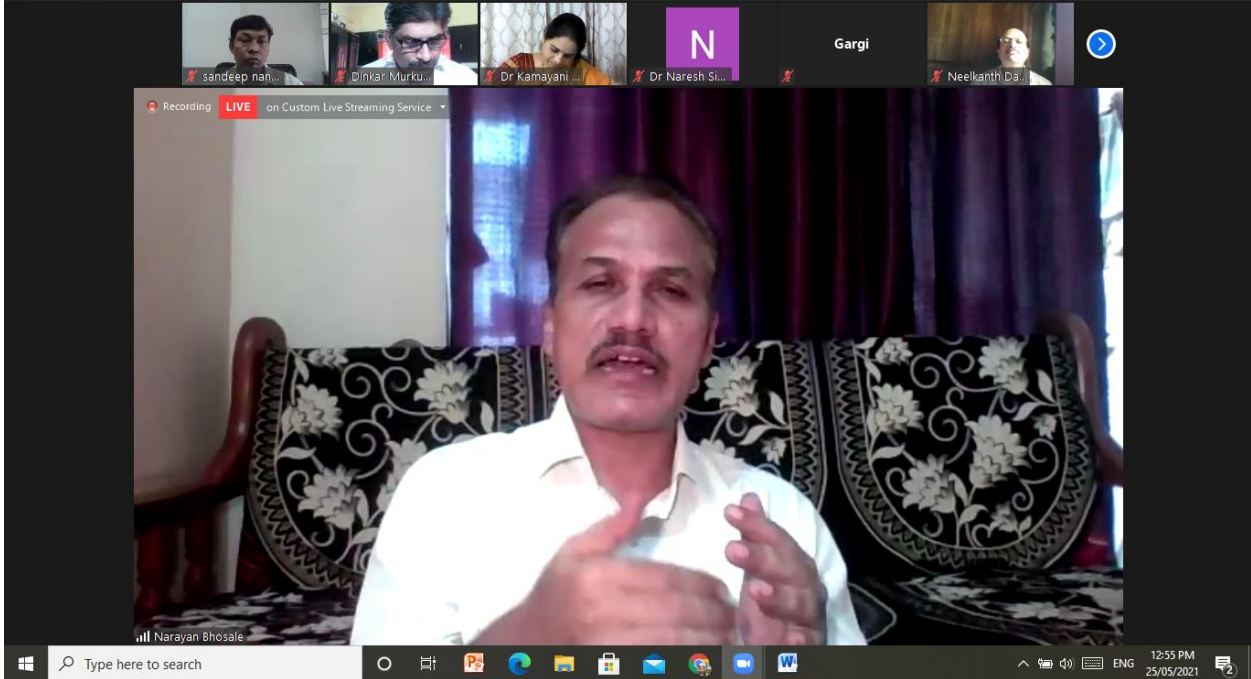 sandeep nan...
Dinkar Murku...
Dr Kamayani ...
N
Dr Naresh Si...
Gargi
Neelkanth Da...
Recording
LIVE
on Custom Live Streaming Service
Narayan Bhosale
Type here to search
ENG
12:55 PM
25/05/2021
2